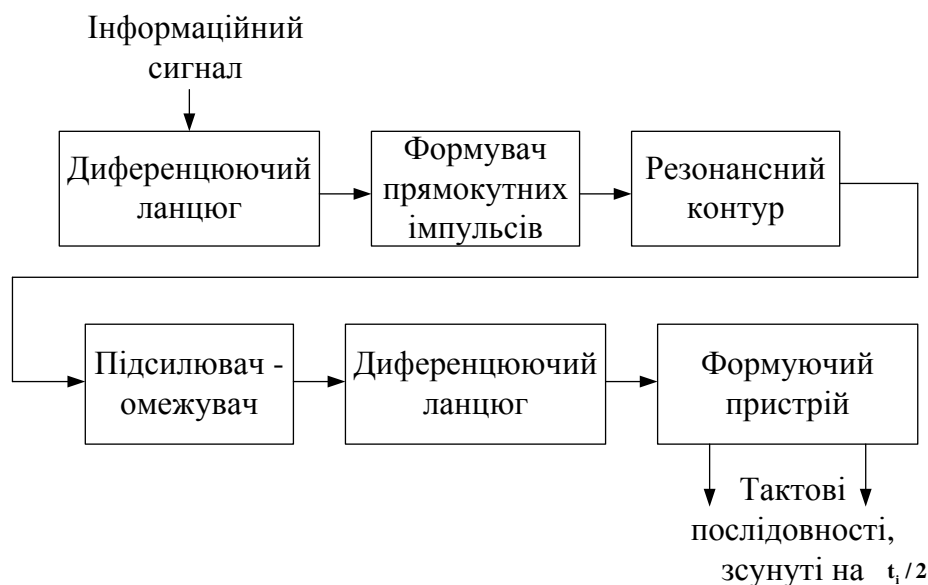 Інформаційний
сигнал
Диференцюючий
ланцюг
Формувач
прямокутних
імпульсів
Резонансний
контур
Підсилювач -
омежувач
Диференцюючий
ланцюг
Формуючий
пристрій
Тактові
послідовності,
зсунуті на t_i / 2